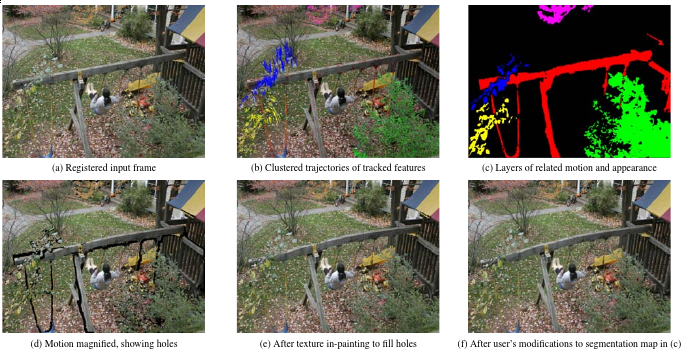 (a) Registered input frame
(b) Clustered trajectories of tracked features
(c) Layers of related motion and appearance
(d) Motion magnified, showing holes
(e) After texture in-painting to fill holes
(f) After user's modifications to segmentation map in (c)